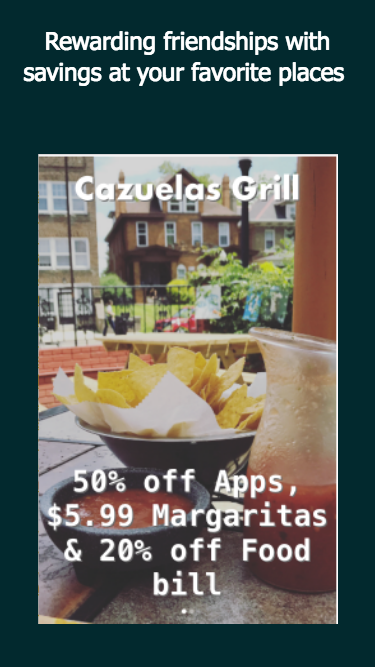 Rewarding friendships with
savings at your favorite places
Cazuelas Grill
50% off Apps,
$5.99 Margaritas
& 20% off Food
bill